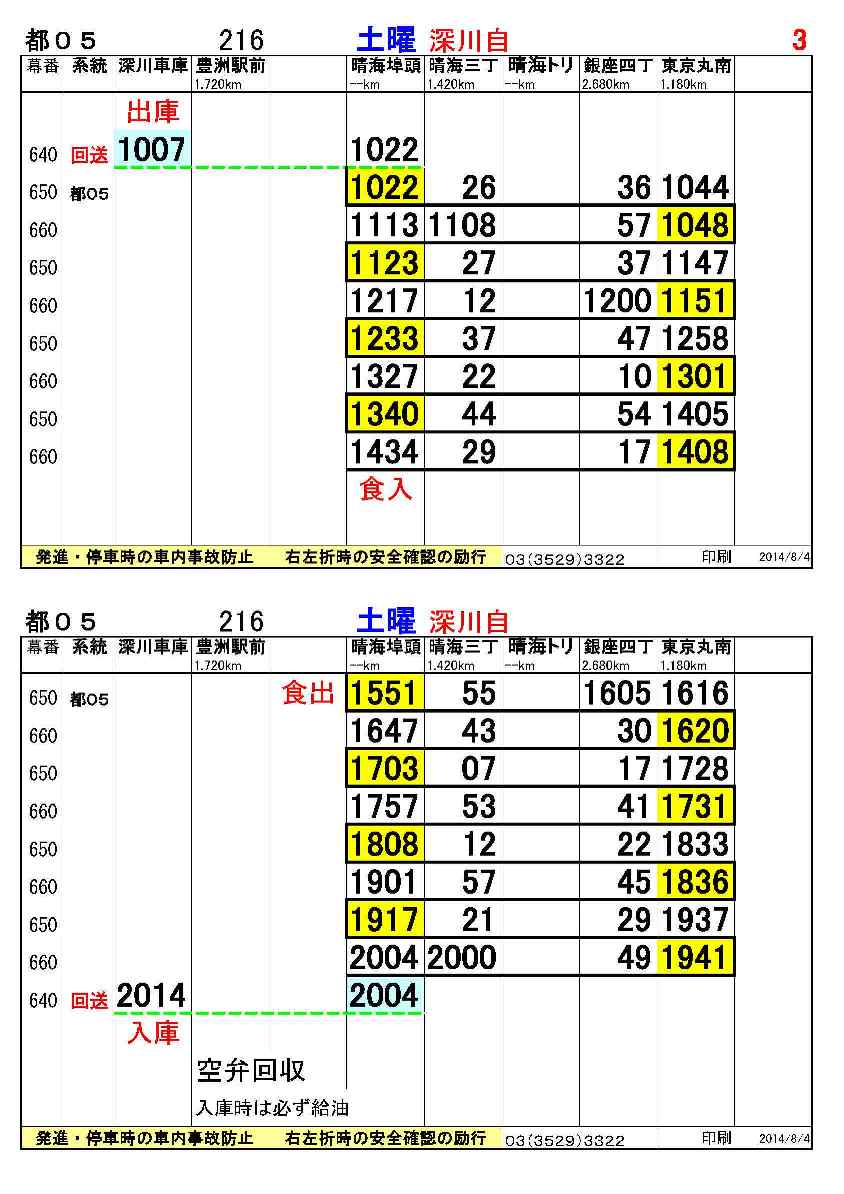 都０５ 216 土曜 深川自 3
幕番 系統 深川車庫 豊洲駅前 晴海埠頭 晴海三丁 晴海トリ 銀座四丁 東京丸南
1.720km --km 1.420km --km 2.680km 1.180km
出庫
640 回送 1007 1022
650 都05 1022 26 36 1044
660 1113 1108 57 1048
650 1123 27 37 1147
660 1217 12 1200 1151
650 1233 37 47 1258
660 1327 22 10 1301
650 1340 44 54 1405
660 1434 29 17 1408
食入
発進・停車時の車内事故防止 右左折時の安全確認の励行 03(3529)3322 印刷 2014/8/4
都０５ 216 土曜 深川自
幕番 系統 深川車庫 豊洲駅前 晴海埠頭 晴海三丁 晴海トリ 銀座四丁 東京丸南
1.720km --km 1.420km --km 2.680km 1.180km
650 都05 食出 1551 55 1605 1616
660 1647 43 30 1620
650 1703 07 17 1728
660 1757 53 41 1731
650 1808 12 22 1833
660 1901 57 45 1836
650 1917 21 29 1937
660 2004 2000 49 1941
640 回送 2014 2004
入庫
空弁回収
入庫時は必ず給油
発進・停車時の車内事故防止 右左折時の安全確認の励行 03(3529)3322 印刷 2014/8/4